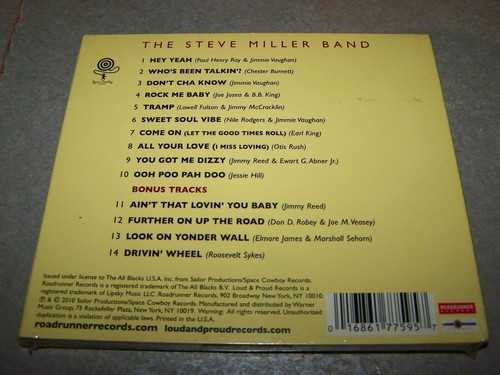 THE STEVE MILLER BAND
1 HEY YEAH (Paul Henry Ray & Jimmie Vaughan)
2 WHO'S BEEN TALKIN'? (Chester Burnett)
3 DON'T CHA KNOW (Jimmie Vaughan)
4 ROCK ME BABY (Joe Josea & B.B. King)
5 TRAMP (Lowell Fulson & Jimmy McCracklin)
6 SWEET SOUL VIBE (Nile Rodgers & Jimmie Vaughan)
7 COME ON (LET THE GOOD TIMES ROLL) (Earl King)
8 ALL YOUR LOVE (I MISS LOVING) (Otis Rush)
9 YOU GOT ME DIZZY (Jimmy Reed & Ewart G. Abner Jr.)
10 OOH POO PAH DOO (Jessie Hill)
BONUS TRACKS
11 AIN'T THAT LOVIN' YOU BABY (Jimmy Reed)
12 FURTHER ON UP THE ROAD (Don D. Robey & Joe M. Veasey)
13 LOOK ON YONDER WALL (Elmore James & Marshall Sehorn)
14 DRIVIN' WHEEL (Roosevelt Sykes)
Issued under license to The All Blacks U.S.A. Inc. from Sailor Productions/Space Cowboy Records.
Roadrunner Records is a registered trademark of The All Blacks B.V. Loud & Proud Records is a
registered trademark of Lipsky Music LLC. Roadrunner Records, 902 Broadway New York, NY 10010.
℗ & © 2010 Sailor Productions/Space Cowboy Records. Manufactured and distributed by Warner
Music Group, 75 Rockefeller Plaza, New York, NY 10019. Warning: All rights reserved. Unauthorized
duplication is a violation of applicable laws. Printed in the U.S.A.
roadrunnerrecords.com loudandproudrecords.com
0 16861 77595 7
ROADRUNNER